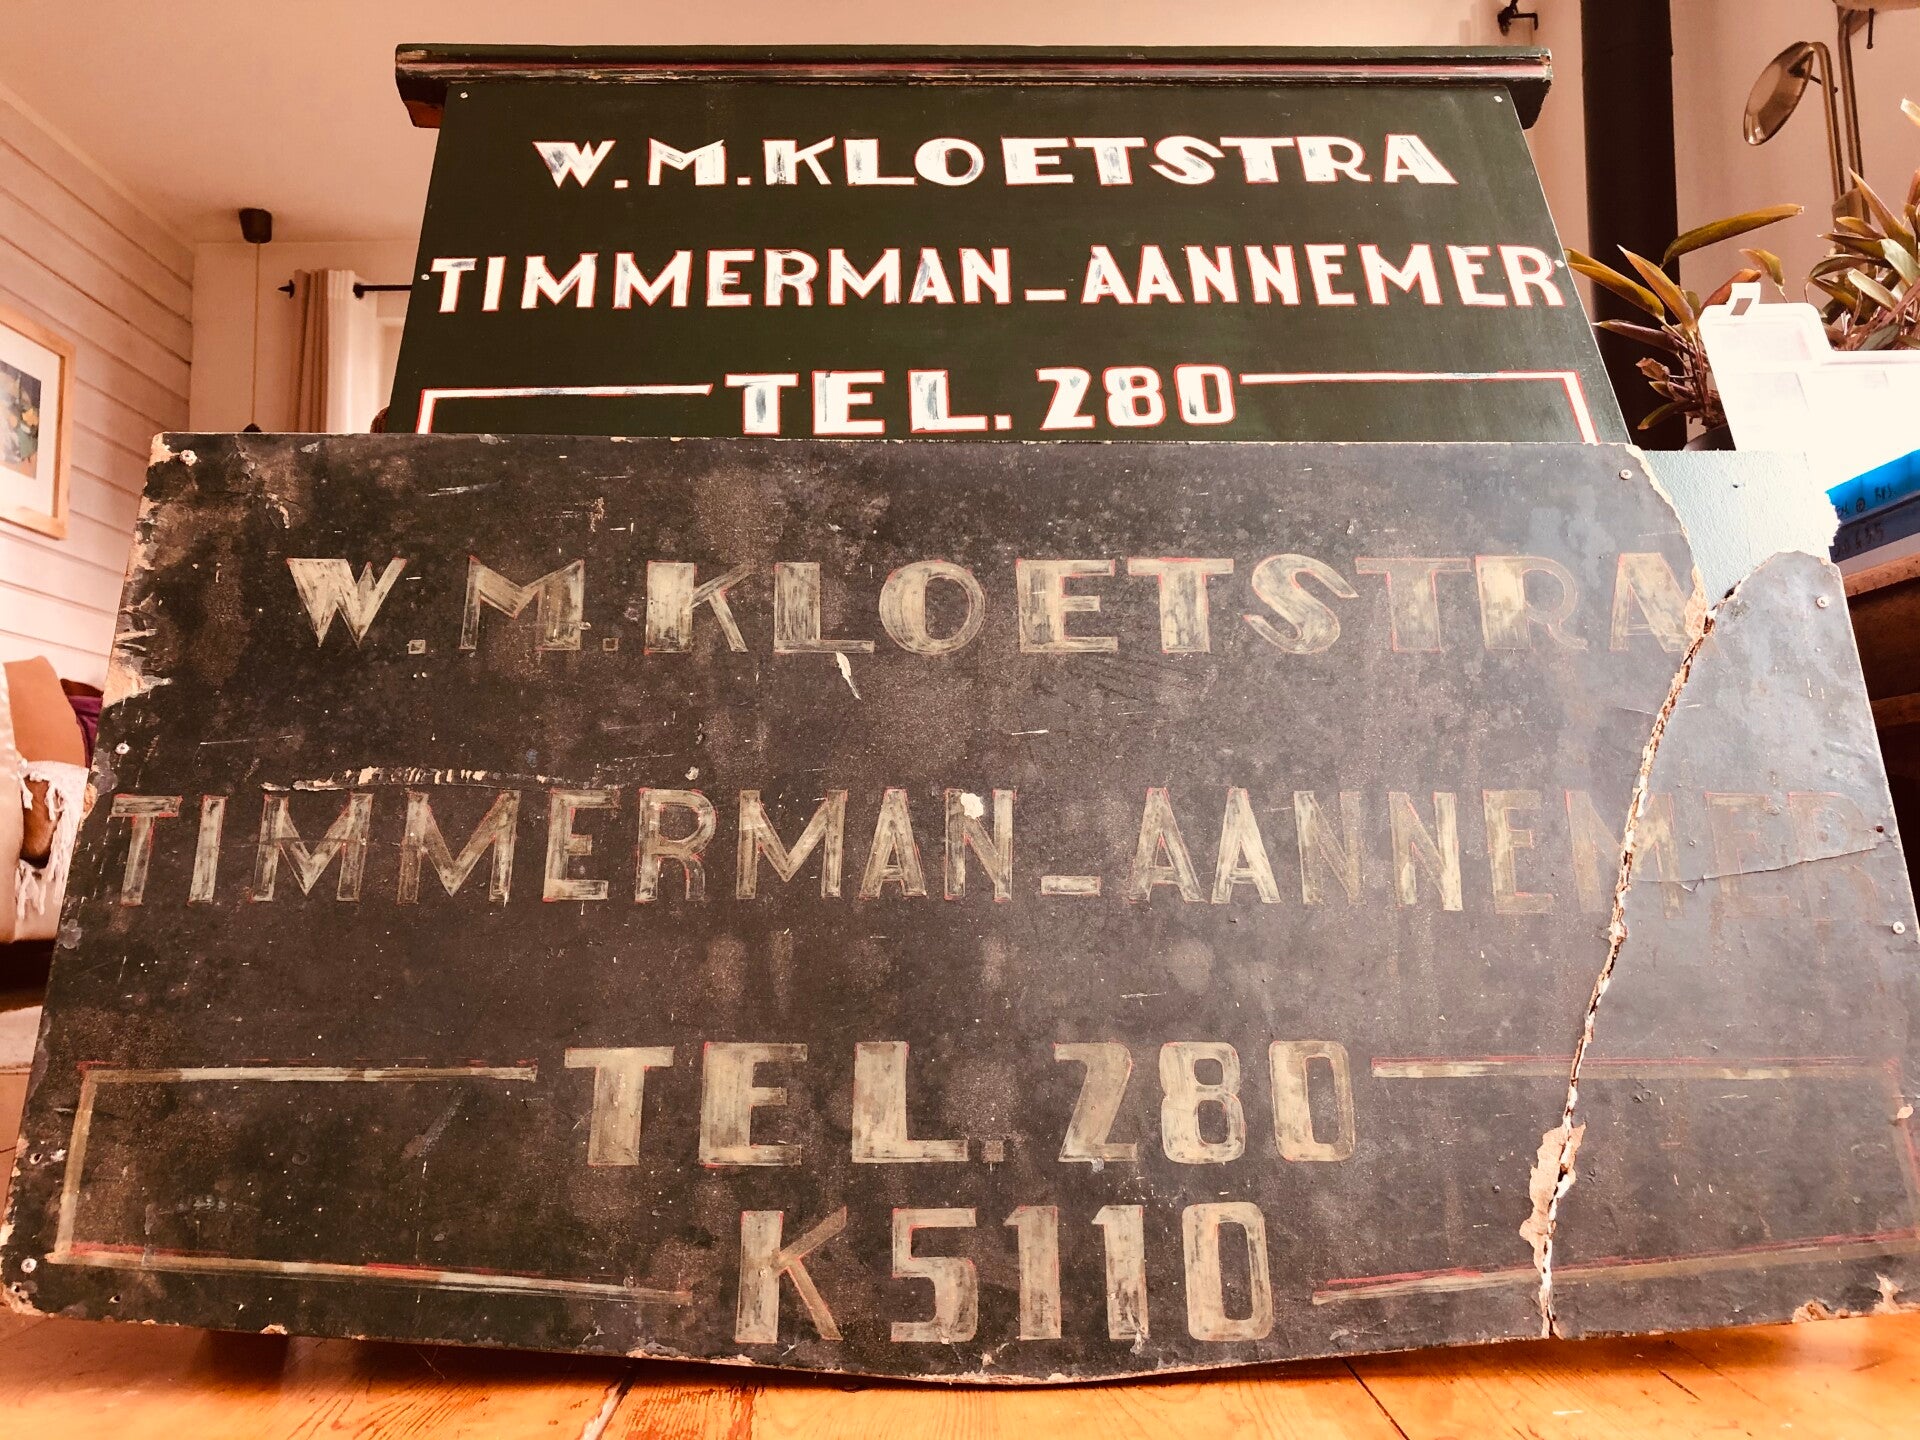 W.M.KLOETSTRA
TIMMERMAN_AANNEMER
TEL. 280
W.M.KLOETSTRA
TIMMERMAN_AANNEMER
TEL. 280
K5110